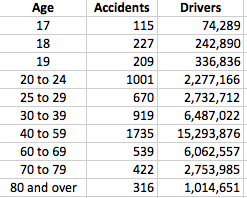 Age Accidents Drivers
17 115 74,289
18 227 242,890
19 209 336,836
20 to 24 1001 2,277,166
25 to 29 670 2,732,712
30 to 39 919 6,487,022
40 to 59 1735 15,293,876
60 to 69 539 6,062,557
70 to 79 422 2,753,985
80 and over 316 1,014,651